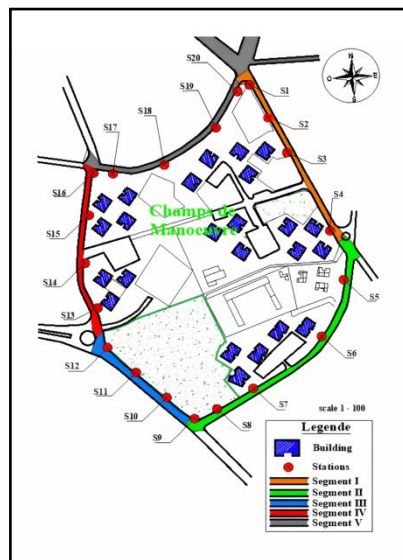 N
E
S
S20
S1
S19
S2
S18
S17
S3
S16
Champs de
Manoeuvre
S4
S15
S14
S5
S13
S6
S12
S11
S7
S10
S8
S9
scale 1 - 100
Legende
Building
Stations
Segment I
Segment II
Segment III
Segment IV
Segment V